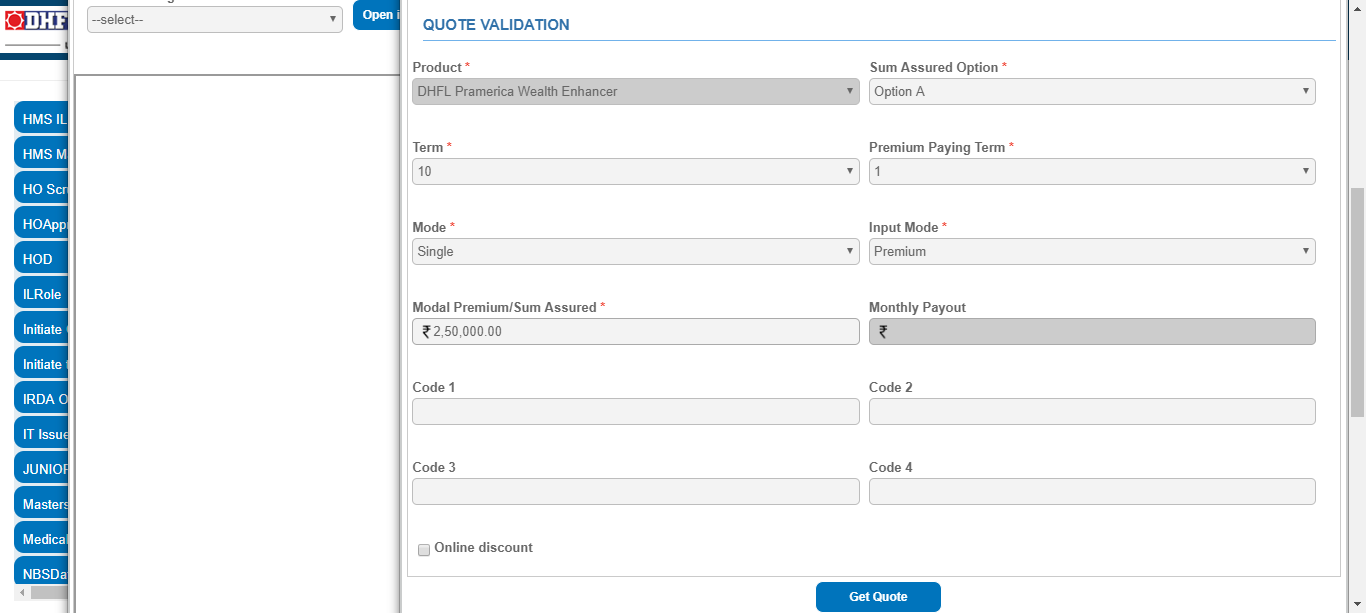 --select--
Open i
DHF
HMS IL
HMS M
HO Scr
HOAppr
HOD
ILRole
Initiate
Initiate
IRDA O
IT Issue
JUNIOR
Masters
Medical
NBSDa
QUOTE VALIDATION
Product * Sum Assured Option *
DHFL Pramerica Wealth Enhancer Option A
Term * Premium Paying Term *
10 1
Mode * Input Mode *
Single Premium
Modal Premium/Sum Assured * Monthly Payout
₹ 2,50,000.00 ₹
Code 1 Code 2
Code 3 Code 4
Online discount
Get Quote